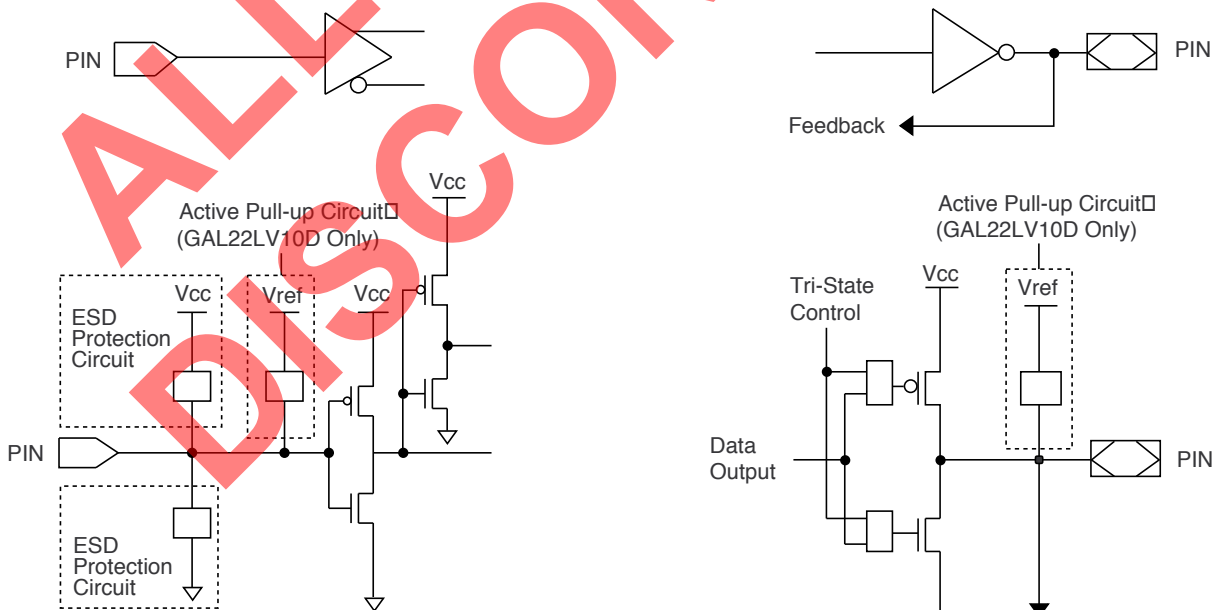 PIN
PIN
Feedback
Active Pull-up Circuit
(GAL22LV10D Only)
Vcc
ESD
Protection
Circuit
Vcc
Vref
Vcc
PIN
ESD
Protection
Circuit
Active Pull-up Circuit
(GAL22LV10D Only)
Tri-State
Control
Vcc
Vref
Data
Output
PIN
ALL
DISCON